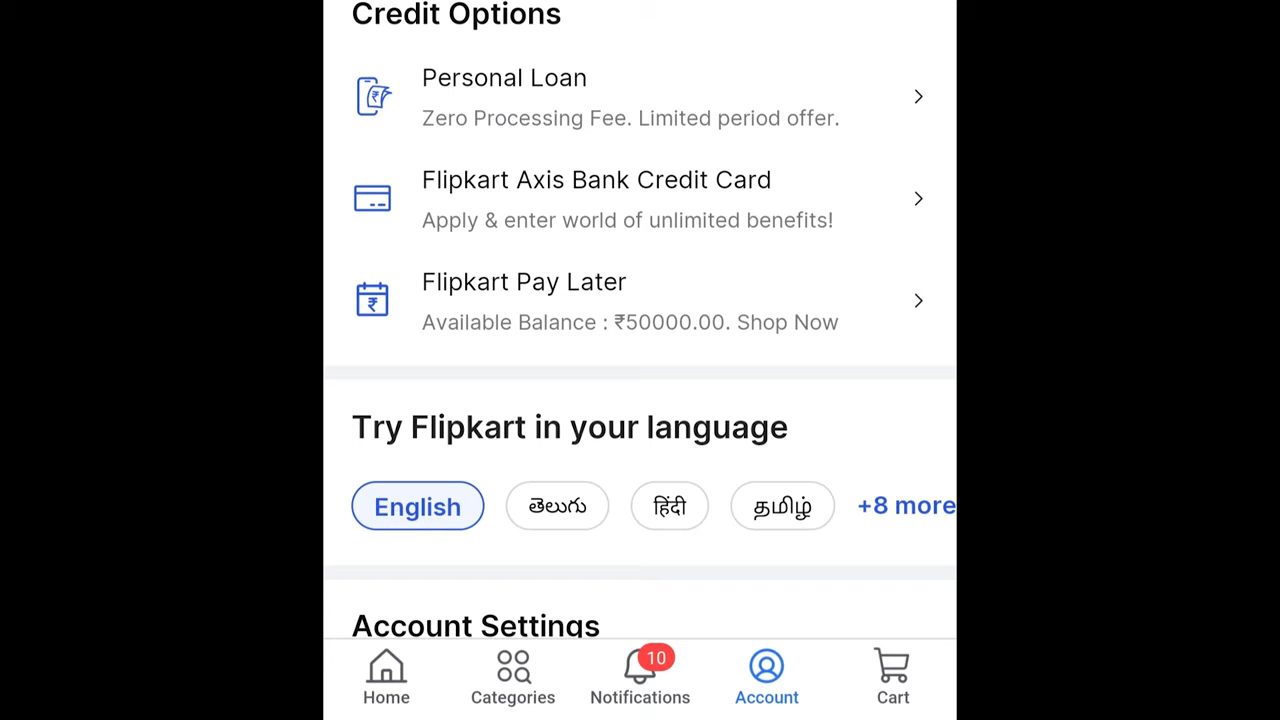 Credit Options
Personal Loan
Zero Processing Fee. Limited period offer.
Flipkart Axis Bank Credit Card
Apply & enter world of unlimited benefits!
Flipkart Pay Later
Available Balance : ₹50000.00. Shop Now
Try Flipkart in your language
English తెలుగు हिंदी தமிழ் +8 more
Account Settings
10
Home Categories Notifications Account Cart